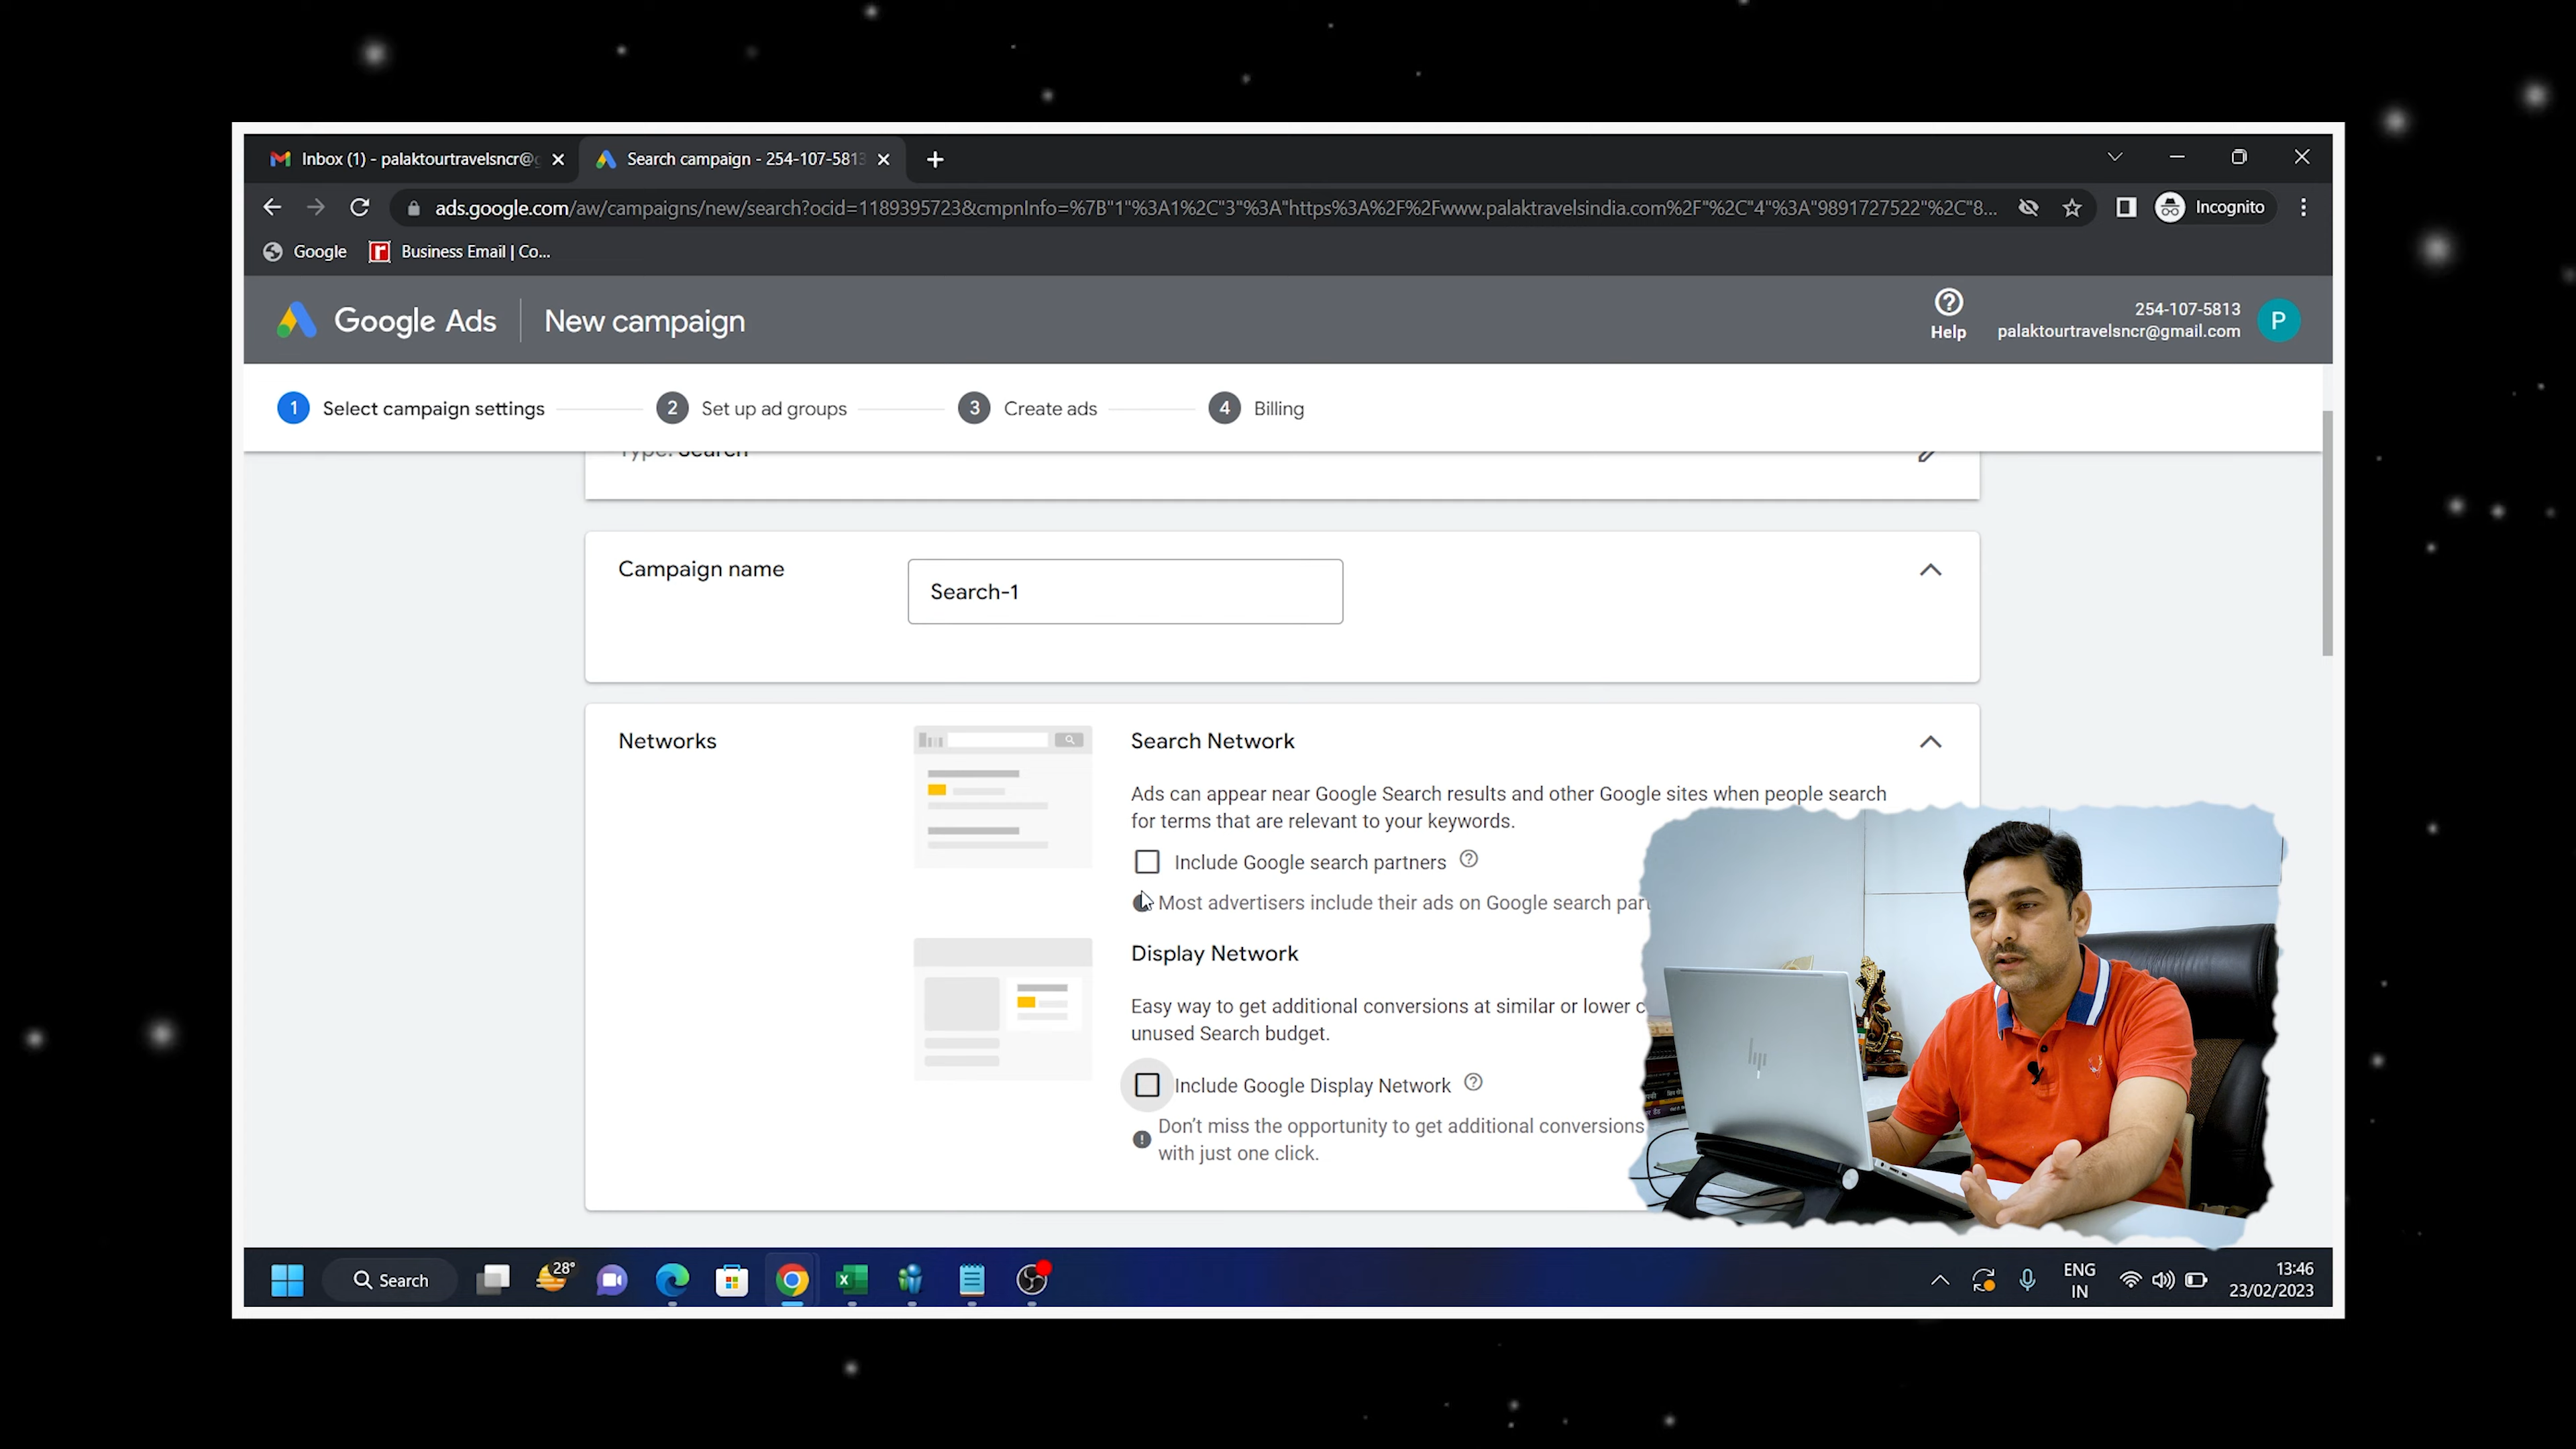 Inbox (1) - palaktourtravelsncr@g
Search campaign - 254-107-5813
ads.google.com/aw/campaigns/new/search?ocid=1189395723&cmpnInfo=%7B"1"%3A1%2C"3"%3A"https%3A%2F%2Fwww.palaktravelsindia.com%2F"%2C"4"%3A"9891727522"%2C"8...
Incognito
Google
Business Email | Co...
Google Ads
New campaign
Help
254-107-5813
palaktourtravelsncr@gmail.com
P
1 Select campaign settings
2 Set up ad groups
3 Create ads
4 Billing
Type: Search
Campaign name
Search-1
Networks
Search Network
Ads can appear near Google Search results and other Google sites when people search
for terms that are relevant to your keywords.
Include Google search partners
Most advertisers include their ads on Google search part
Display Network
Easy way to get additional conversions at similar or lower c
unused Search budget.
Include Google Display Network
Don't miss the opportunity to get additional conversions
with just one click.
hp
Search
28°
ENG
IN
13:46
23/02/2023